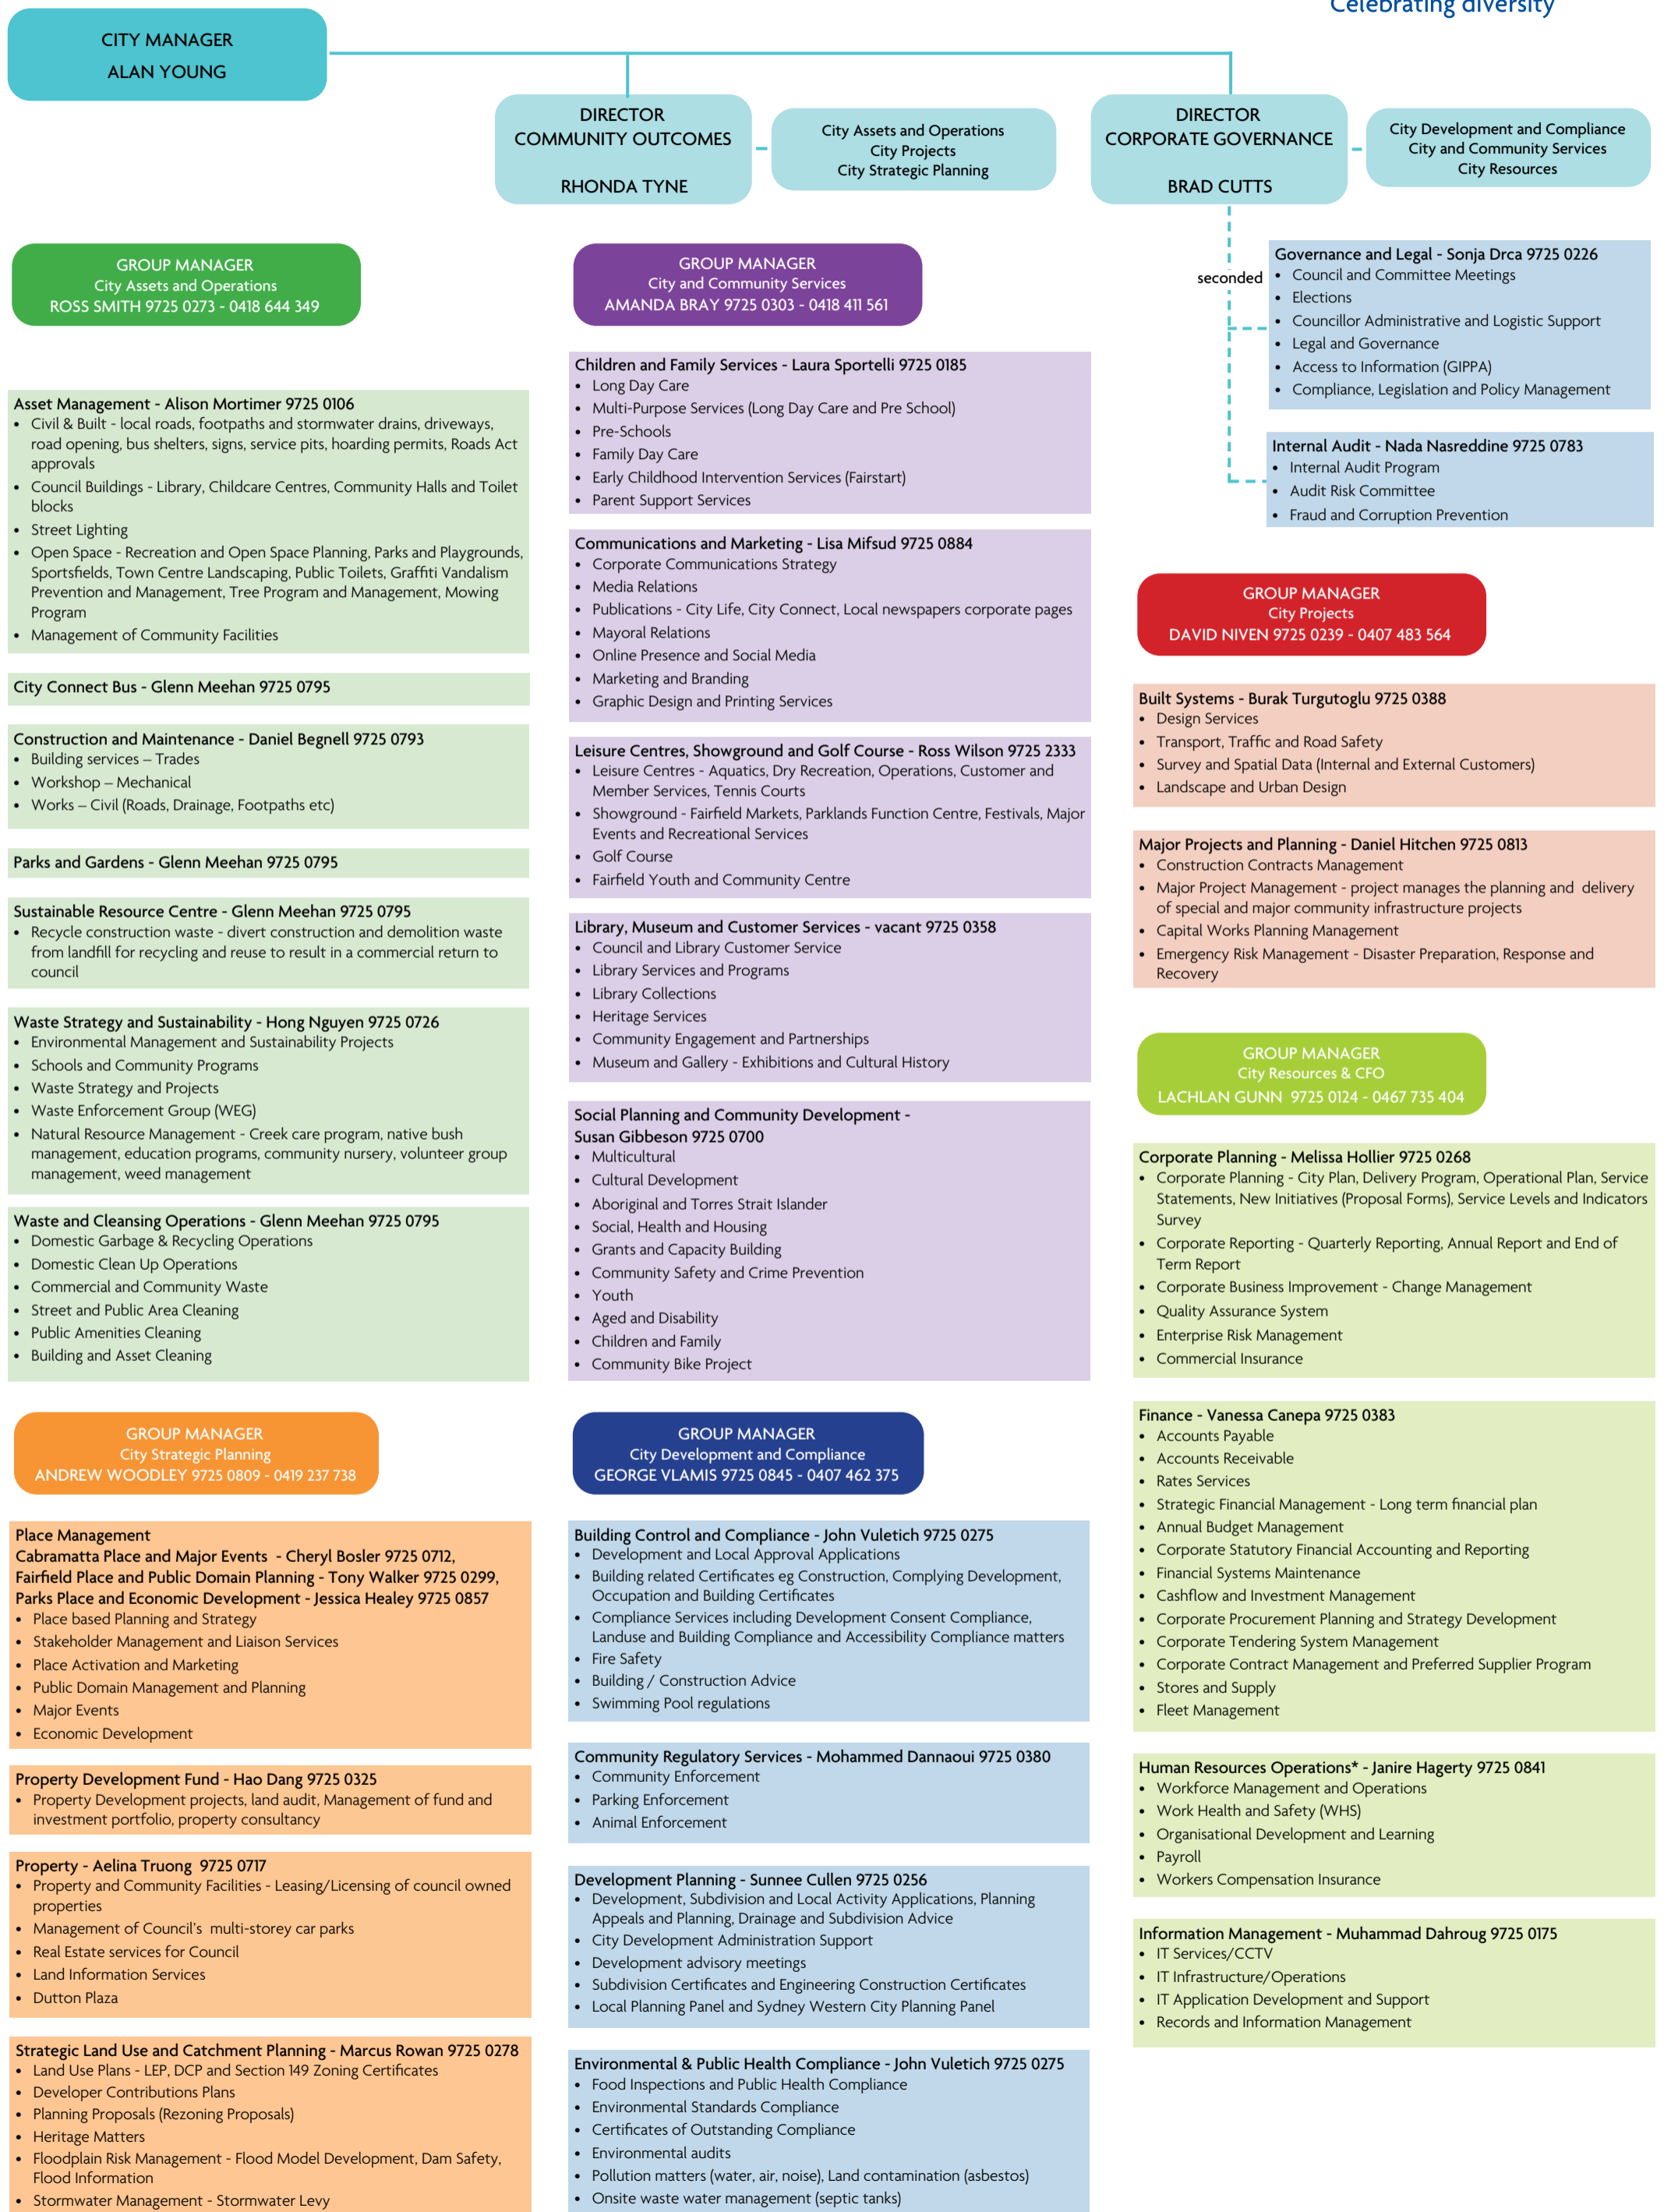 Celebrating diversity
CITY MANAGER
ALAN YOUNG
DIRECTOR
COMMUNITY OUTCOMES
RHONDA TYNE
City Assets and Operations
City Projects
City Strategic Planning
DIRECTOR
CORPORATE GOVERNANCE
BRAD CUTTS
City Development and Compliance
City and Community Services
City Resources
seconded
Governance and Legal - Sonja Drca 9725 0226
• Council and Committee Meetings
• Elections
• Councillor Administrative and Logistic Support
• Legal and Governance
• Access to Information (GIPPA)
• Compliance, Legislation and Policy Management
Internal Audit - Nada Nasreddine 9725 0783
• Internal Audit Program
• Audit Risk Committee
• Fraud and Corruption Prevention
GROUP MANAGER
City Assets and Operations
ROSS SMITH 9725 0273 - 0418 644 349
Asset Management - Alison Mortimer 9725 0106
• Civil & Built - local roads, footpaths and stormwater drains, driveways,
road opening, bus shelters, signs, service pits, hoarding permits, Roads Act
approvals
• Council Buildings - Library, Childcare Centres, Community Halls and Toilet
blocks
• Street Lighting
• Open Space - Recreation and Open Space Planning, Parks and Playgrounds,
Sportsfields, Town Centre Landscaping, Public Toilets, Graffiti Vandalism
Prevention and Management, Tree Program and Management, Mowing
Program
• Management of Community Facilities
City Connect Bus - Glenn Meehan 9725 0795
Construction and Maintenance - Daniel Begnell 9725 0793
• Building services – Trades
• Workshop – Mechanical
• Works – Civil (Roads, Drainage, Footpaths etc)
Parks and Gardens - Glenn Meehan 9725 0795
Sustainable Resource Centre - Glenn Meehan 9725 0795
• Recycle construction waste - divert construction and demolition waste
from landfill for recycling and reuse to result in a commercial return to
council
Waste Strategy and Sustainability - Hong Nguyen 9725 0726
• Environmental Management and Sustainability Projects
• Schools and Community Programs
• Waste Strategy and Projects
• Waste Enforcement Group (WEG)
• Natural Resource Management - Creek care program, native bush
management, education programs, community nursery, volunteer group
management, weed management
Waste and Cleansing Operations - Glenn Meehan 9725 0795
• Domestic Garbage & Recycling Operations
• Domestic Clean Up Operations
• Commercial and Community Waste
• Street and Public Area Cleaning
• Public Amenities Cleaning
• Building and Asset Cleaning
GROUP MANAGER
City Strategic Planning
ANDREW WOODLEY 9725 0809 - 0419 237 738
Place Management
Cabramatta Place and Major Events - Cheryl Bosler 9725 0712,
Fairfield Place and Public Domain Planning - Tony Walker 9725 0299,
Parks Place and Economic Development - Jessica Healey 9725 0857
• Place based Planning and Strategy
• Stakeholder Management and Liaison Services
• Place Activation and Marketing
• Public Domain Management and Planning
• Major Events
• Economic Development
Property Development Fund - Hao Dang 9725 0325
• Property Development projects, land audit, Management of fund and
investment portfolio, property consultancy
Property - Aelina Truong 9725 0717
• Property and Community Facilities - Leasing/Licensing of council owned
properties
• Management of Council's multi-storey car parks
• Real Estate services for Council
• Land Information Services
• Dutton Plaza
Strategic Land Use and Catchment Planning - Marcus Rowan 9725 0278
• Land Use Plans - LEP, DCP and Section 149 Zoning Certificates
• Developer Contributions Plans
• Planning Proposals (Rezoning Proposals)
• Heritage Matters
• Floodplain Risk Management - Flood Model Development, Dam Safety,
Flood Information
• Stormwater Management - Stormwater Levy
GROUP MANAGER
City and Community Services
AMANDA BRAY 9725 0303 - 0418 411 561
Children and Family Services - Laura Sportelli 9725 0185
• Long Day Care
• Multi-Purpose Services (Long Day Care and Pre School)
• Pre-Schools
• Family Day Care
• Early Childhood Intervention Services (Fairstart)
• Parent Support Services
Communications and Marketing - Lisa Mifsud 9725 0884
• Corporate Communications Strategy
• Media Relations
• Publications - City Life, City Connect, Local newspapers corporate pages
• Mayoral Relations
• Online Presence and Social Media
• Marketing and Branding
• Graphic Design and Printing Services
Leisure Centres, Showground and Golf Course - Ross Wilson 9725 2333
• Leisure Centres - Aquatics, Dry Recreation, Operations, Customer and
Member Services, Tennis Courts
• Showground - Fairfield Markets, Parklands Function Centre, Festivals, Major
Events and Recreational Services
• Golf Course
• Fairfield Youth and Community Centre
Library, Museum and Customer Services - vacant 9725 0358
• Council and Library Customer Service
• Library Services and Programs
• Library Collections
• Heritage Services
• Community Engagement and Partnerships
• Museum and Gallery - Exhibitions and Cultural History
Social Planning and Community Development -
Susan Gibbeson 9725 0700
• Multicultural
• Cultural Development
• Aboriginal and Torres Strait Islander
• Social, Health and Housing
• Grants and Capacity Building
• Community Safety and Crime Prevention
• Youth
• Aged and Disability
• Children and Family
• Community Bike Project
GROUP MANAGER
City Development and Compliance
GEORGE VLAMIS 9725 0845 - 0407 462 375
Building Control and Compliance - John Vuletich 9725 0275
• Development and Local Approval Applications
• Building related Certificates eg Construction, Complying Development,
Occupation and Building Certificates
• Compliance Services including Development Consent Compliance,
Landuse and Building Compliance and Accessibility Compliance matters
• Fire Safety
• Building / Construction Advice
• Swimming Pool regulations
Community Regulatory Services - Mohammed Dannaoui 9725 0380
• Community Enforcement
• Parking Enforcement
• Animal Enforcement
Development Planning - Sunnee Cullen 9725 0256
• Development, Subdivision and Local Activity Applications, Planning
Appeals and Planning, Drainage and Subdivision Advice
• City Development Administration Support
• Development advisory meetings
• Subdivision Certificates and Engineering Construction Certificates
• Local Planning Panel and Sydney Western City Planning Panel
Environmental & Public Health Compliance - John Vuletich 9725 0275
• Food Inspections and Public Health Compliance
• Environmental Standards Compliance
• Certificates of Outstanding Compliance
• Environmental audits
• Pollution matters (water, air, noise), Land contamination (asbestos)
• Onsite waste water management (septic tanks)
GROUP MANAGER
City Projects
DAVID NIVEN 9725 0239 - 0407 483 564
Built Systems - Burak Turgutoglu 9725 0388
• Design Services
• Transport, Traffic and Road Safety
• Survey and Spatial Data (Internal and External Customers)
• Landscape and Urban Design
Major Projects and Planning - Daniel Hitchen 9725 0813
• Construction Contracts Management
• Major Project Management - project manages the planning and delivery
of special and major community infrastructure projects
• Capital Works Planning Management
• Emergency Risk Management - Disaster Preparation, Response and
Recovery
GROUP MANAGER
City Resources & CFO
LACHLAN GUNN 9725 0124 - 0467 735 404
Corporate Planning - Melissa Hollier 9725 0268
• Corporate Planning - City Plan, Delivery Program, Operational Plan, Service
Statements, New Initiatives (Proposal Forms), Service Levels and Indicators
Survey
• Corporate Reporting - Quarterly Reporting, Annual Report and End of
Term Report
• Corporate Business Improvement - Change Management
• Quality Assurance System
• Enterprise Risk Management
• Commercial Insurance
Finance - Vanessa Canepa 9725 0383
• Accounts Payable
• Accounts Receivable
• Rates Services
• Strategic Financial Management - Long term financial plan
• Annual Budget Management
• Corporate Statutory Financial Accounting and Reporting
• Financial Systems Maintenance
• Cashflow and Investment Management
• Corporate Procurement Planning and Strategy Development
• Corporate Tendering System Management
• Corporate Contract Management and Preferred Supplier Program
• Stores and Supply
• Fleet Management
Human Resources Operations* - Janire Hagerty 9725 0841
• Workforce Management and Operations
• Work Health and Safety (WHS)
• Organisational Development and Learning
• Payroll
• Workers Compensation Insurance
Information Management - Muhammad Dahroug 9725 0175
• IT Services/CCTV
• IT Infrastructure/Operations
• IT Application Development and Support
• Records and Information Management